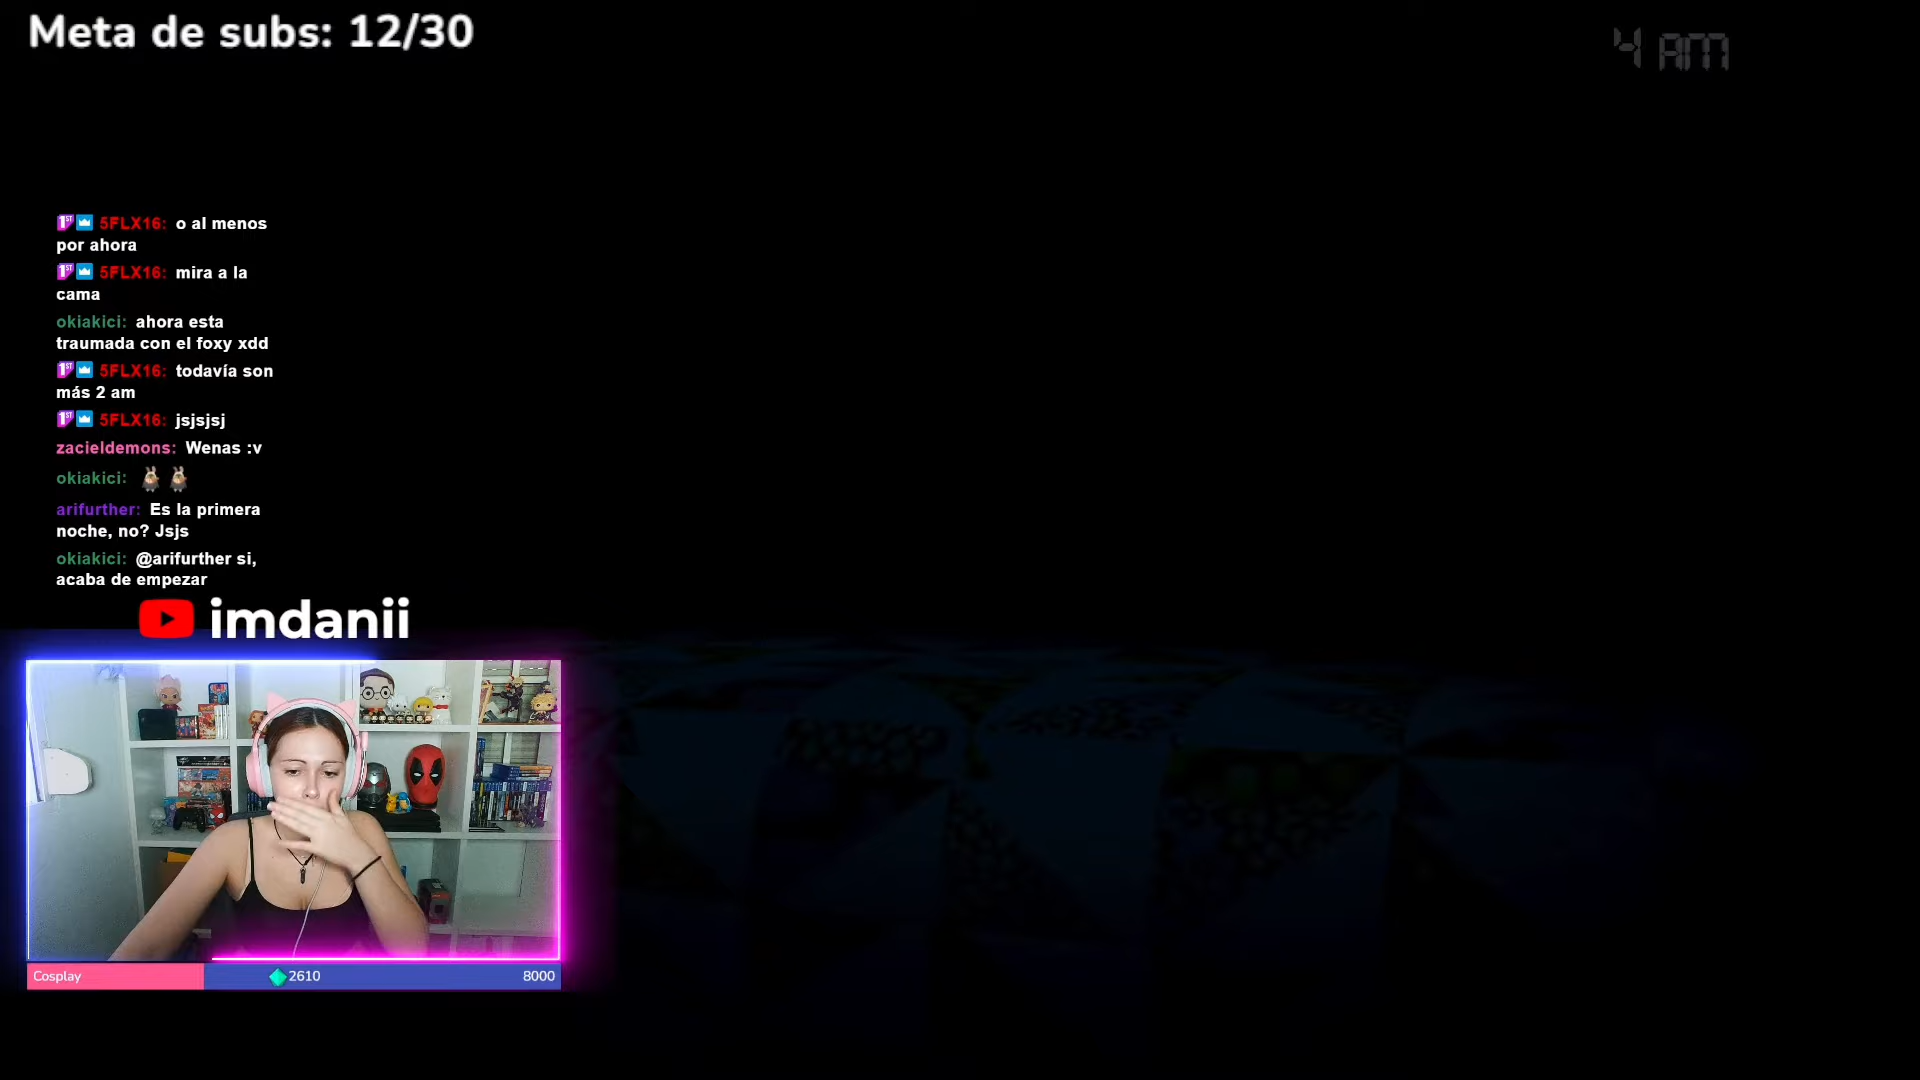 Meta de subs: 12/30
4 AM
5FLX16: o al menos
por ahora
5FLX16: mira a la
cama
okiakici: ahora esta
traumada con el foxy xdd
5FLX16: todavía son
más 2 am
5FLX16: jsjsjsj
zacieldemons: Wenas :v
okiakici:
arifurther: Es la primera
noche, no? Jsjs
okiakici: @arifurther si,
acaba de empezar
imdanii
Cosplay 2610 8000